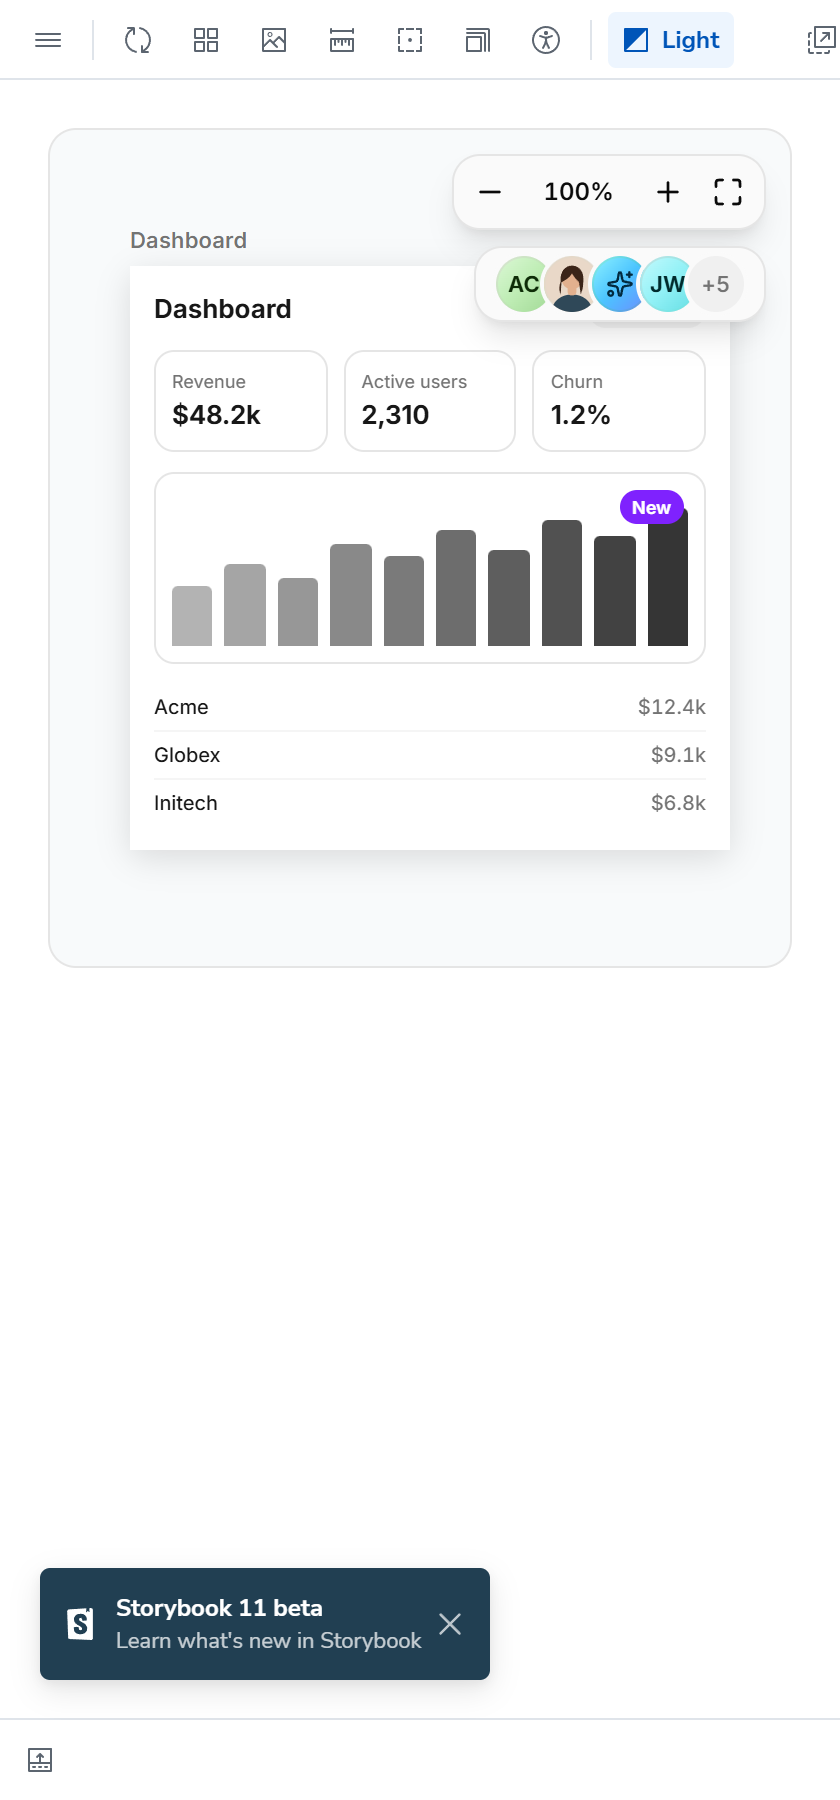 Light
100%
Dashboard
AC
JW
+5
Dashboard
Revenue
$48.2k
Active users
2,310
Churn
1.2%
New
Acme
$12.4k
Globex
$9.1k
Initech
$6.8k
S
Storybook 11 beta
Learn what's new in Storybook